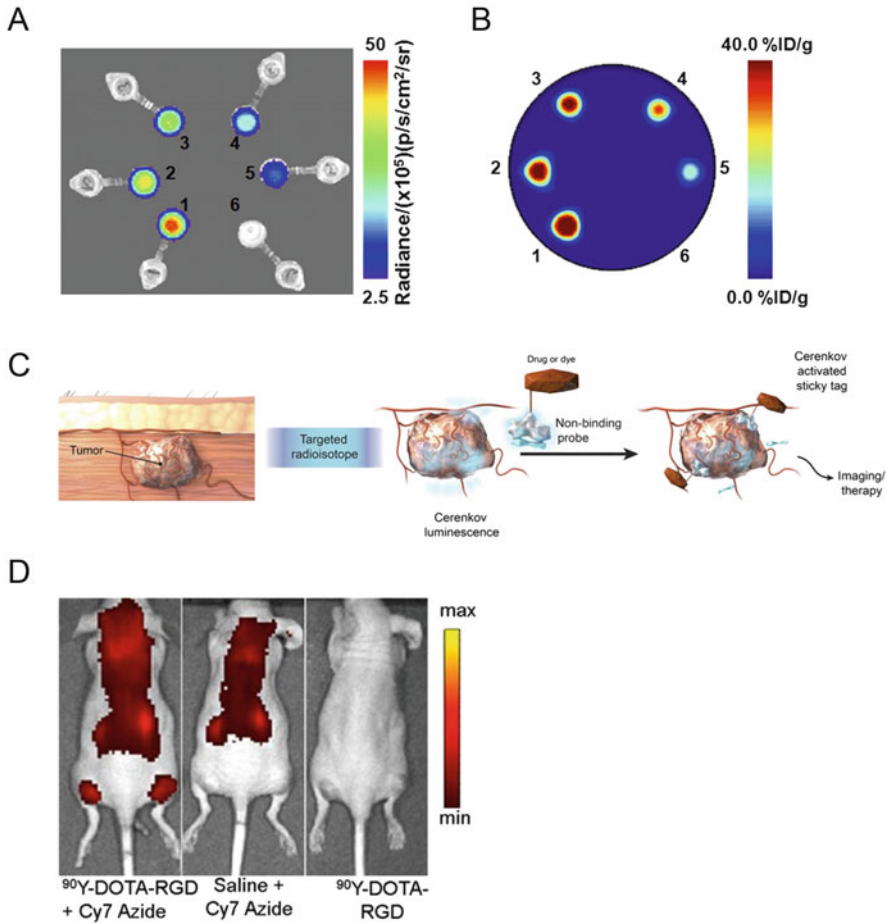 A
50
Radiance/(x10⁵)(p/s/cm²/sr)
2.5
3
4
2
5
1
6
B
40.0 %ID/g
0.0 %ID/g
3
4
2
5
1
6
C
Tumor
Targeted
radioisotope
Cerenkov
luminescence
Drug or dye
Non-binding
probe
Cerenkov
activated
sticky tag
Imaging/
therapy
D
max
min
⁹⁰Y-DOTA-RGD
+ Cy7 Azide
Saline +
Cy7 Azide
⁹⁰Y-DOTA-
RGD